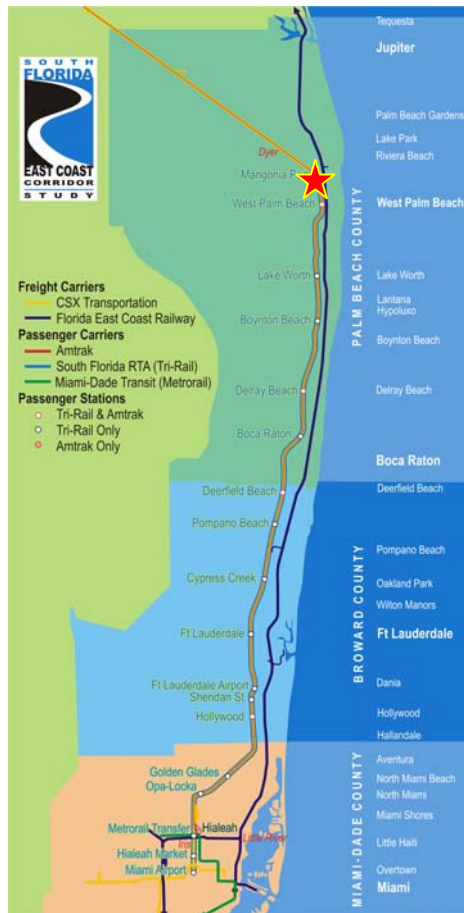 SOUTH
FLORIDA
EAST COAST
CORRIDOR
STUDY
Freight Carriers
CSX Transportation
Florida East Coast Railway
Passenger Carriers
Amtrak
South Florida RTA (Tri-Rail)
Miami-Dade Transit (Metrorail)
Passenger Stations
Tri-Rail & Amtrak
Tri-Rail Only
Amtrak Only
Dyer
Mangonia P
West Palm Beach
Lake Worth
Boynton Beach
Delray Beach
Boca Raton
Deerfield Beach
Pompano Beach
Cypress Creek
Ft Lauderdale
Ft Lauderdale Airport
Sheridan St
Hollywood
Golden Glades
Opa-Locka
Metrorail Transfer
Hialeah
Iris
Little River
Hialeah Market
Miami Airport
PALM BEACH COUNTY
BROWARD COUNTY
MIAMI-DADE COUNTY
Tequesta
Jupiter
Palm Beach Gardens
Lake Park
Riviera Beach
West Palm Beach
Lake Worth
Lantana
Hypoluxo
Boynton Beach
Delray Beach
Boca Raton
Deerfield Beach
Pompano Beach
Oakland Park
Wilton Manors
Ft Lauderdale
Dania
Hollywood
Hallandale
Aventura
North Miami Beach
North Miami
Miami Shores
Little Haiti
Overtown
Miami